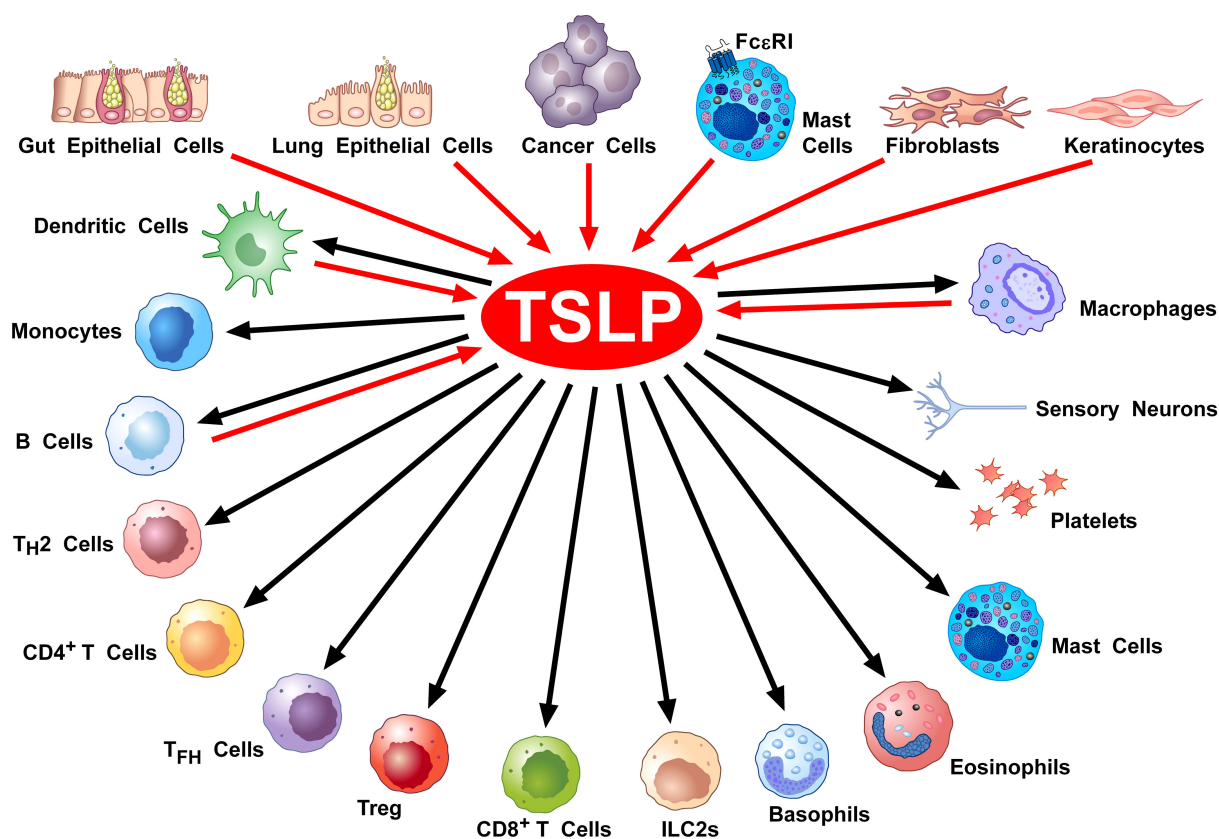 FcεRI
Gut Epithelial Cells
Lung Epithelial Cells
Cancer Cells
Mast
Cells
Fibroblasts
Keratinocytes
Dendritic Cells
TSLP
Macrophages
Monocytes
Sensory Neurons
B Cells
Platelets
TH2 Cells
CD4+ T Cells
Mast Cells
TFH Cells
Eosinophils
Treg
CD8+ T Cells
ILC2s
Basophils